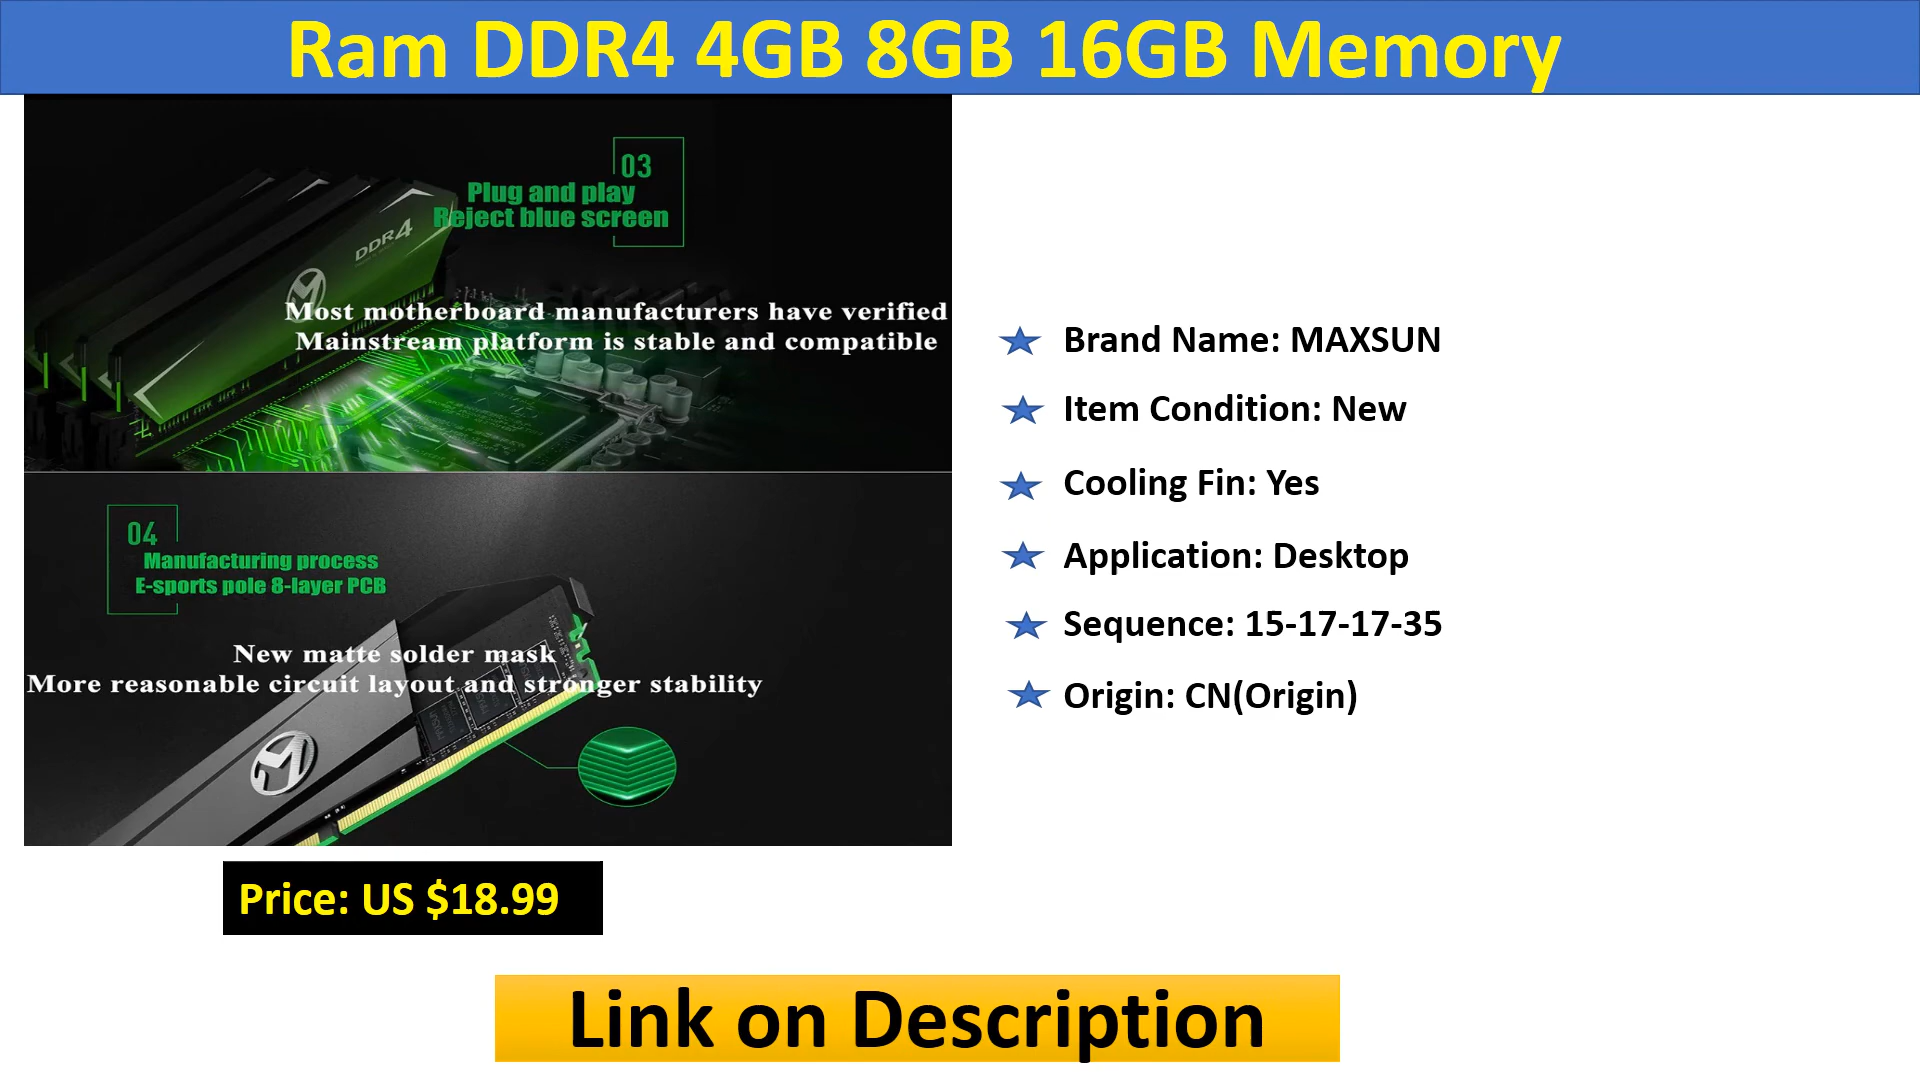 Ram DDR4 4GB 8GB 16GB Memory
03
Plug and play
Reject blue screen
DDR4
Most motherboard manufacturers have verified
Mainstream platform is stable and compatible
04
Manufacturing process
E-sports pole 8-layer PCB
New matte solder mask
More reasonable circuit layout and stronger stability
Brand Name: MAXSUN
Item Condition: New
Cooling Fin: Yes
Application: Desktop
Sequence: 15-17-17-35
Origin: CN(Origin)
Price: US $18.99
Link on Description